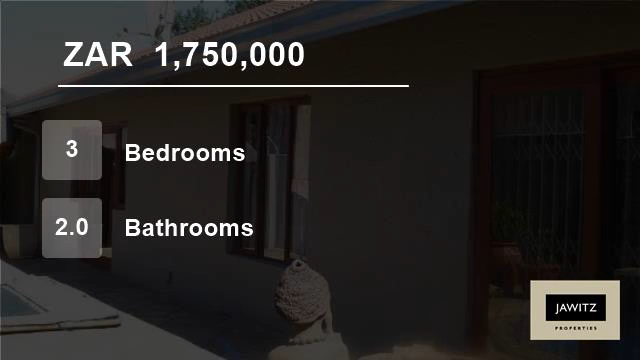 ZAR 1,750,000
3 Bedrooms
2.0 Bathrooms
JAWITZ
PROPERTIES